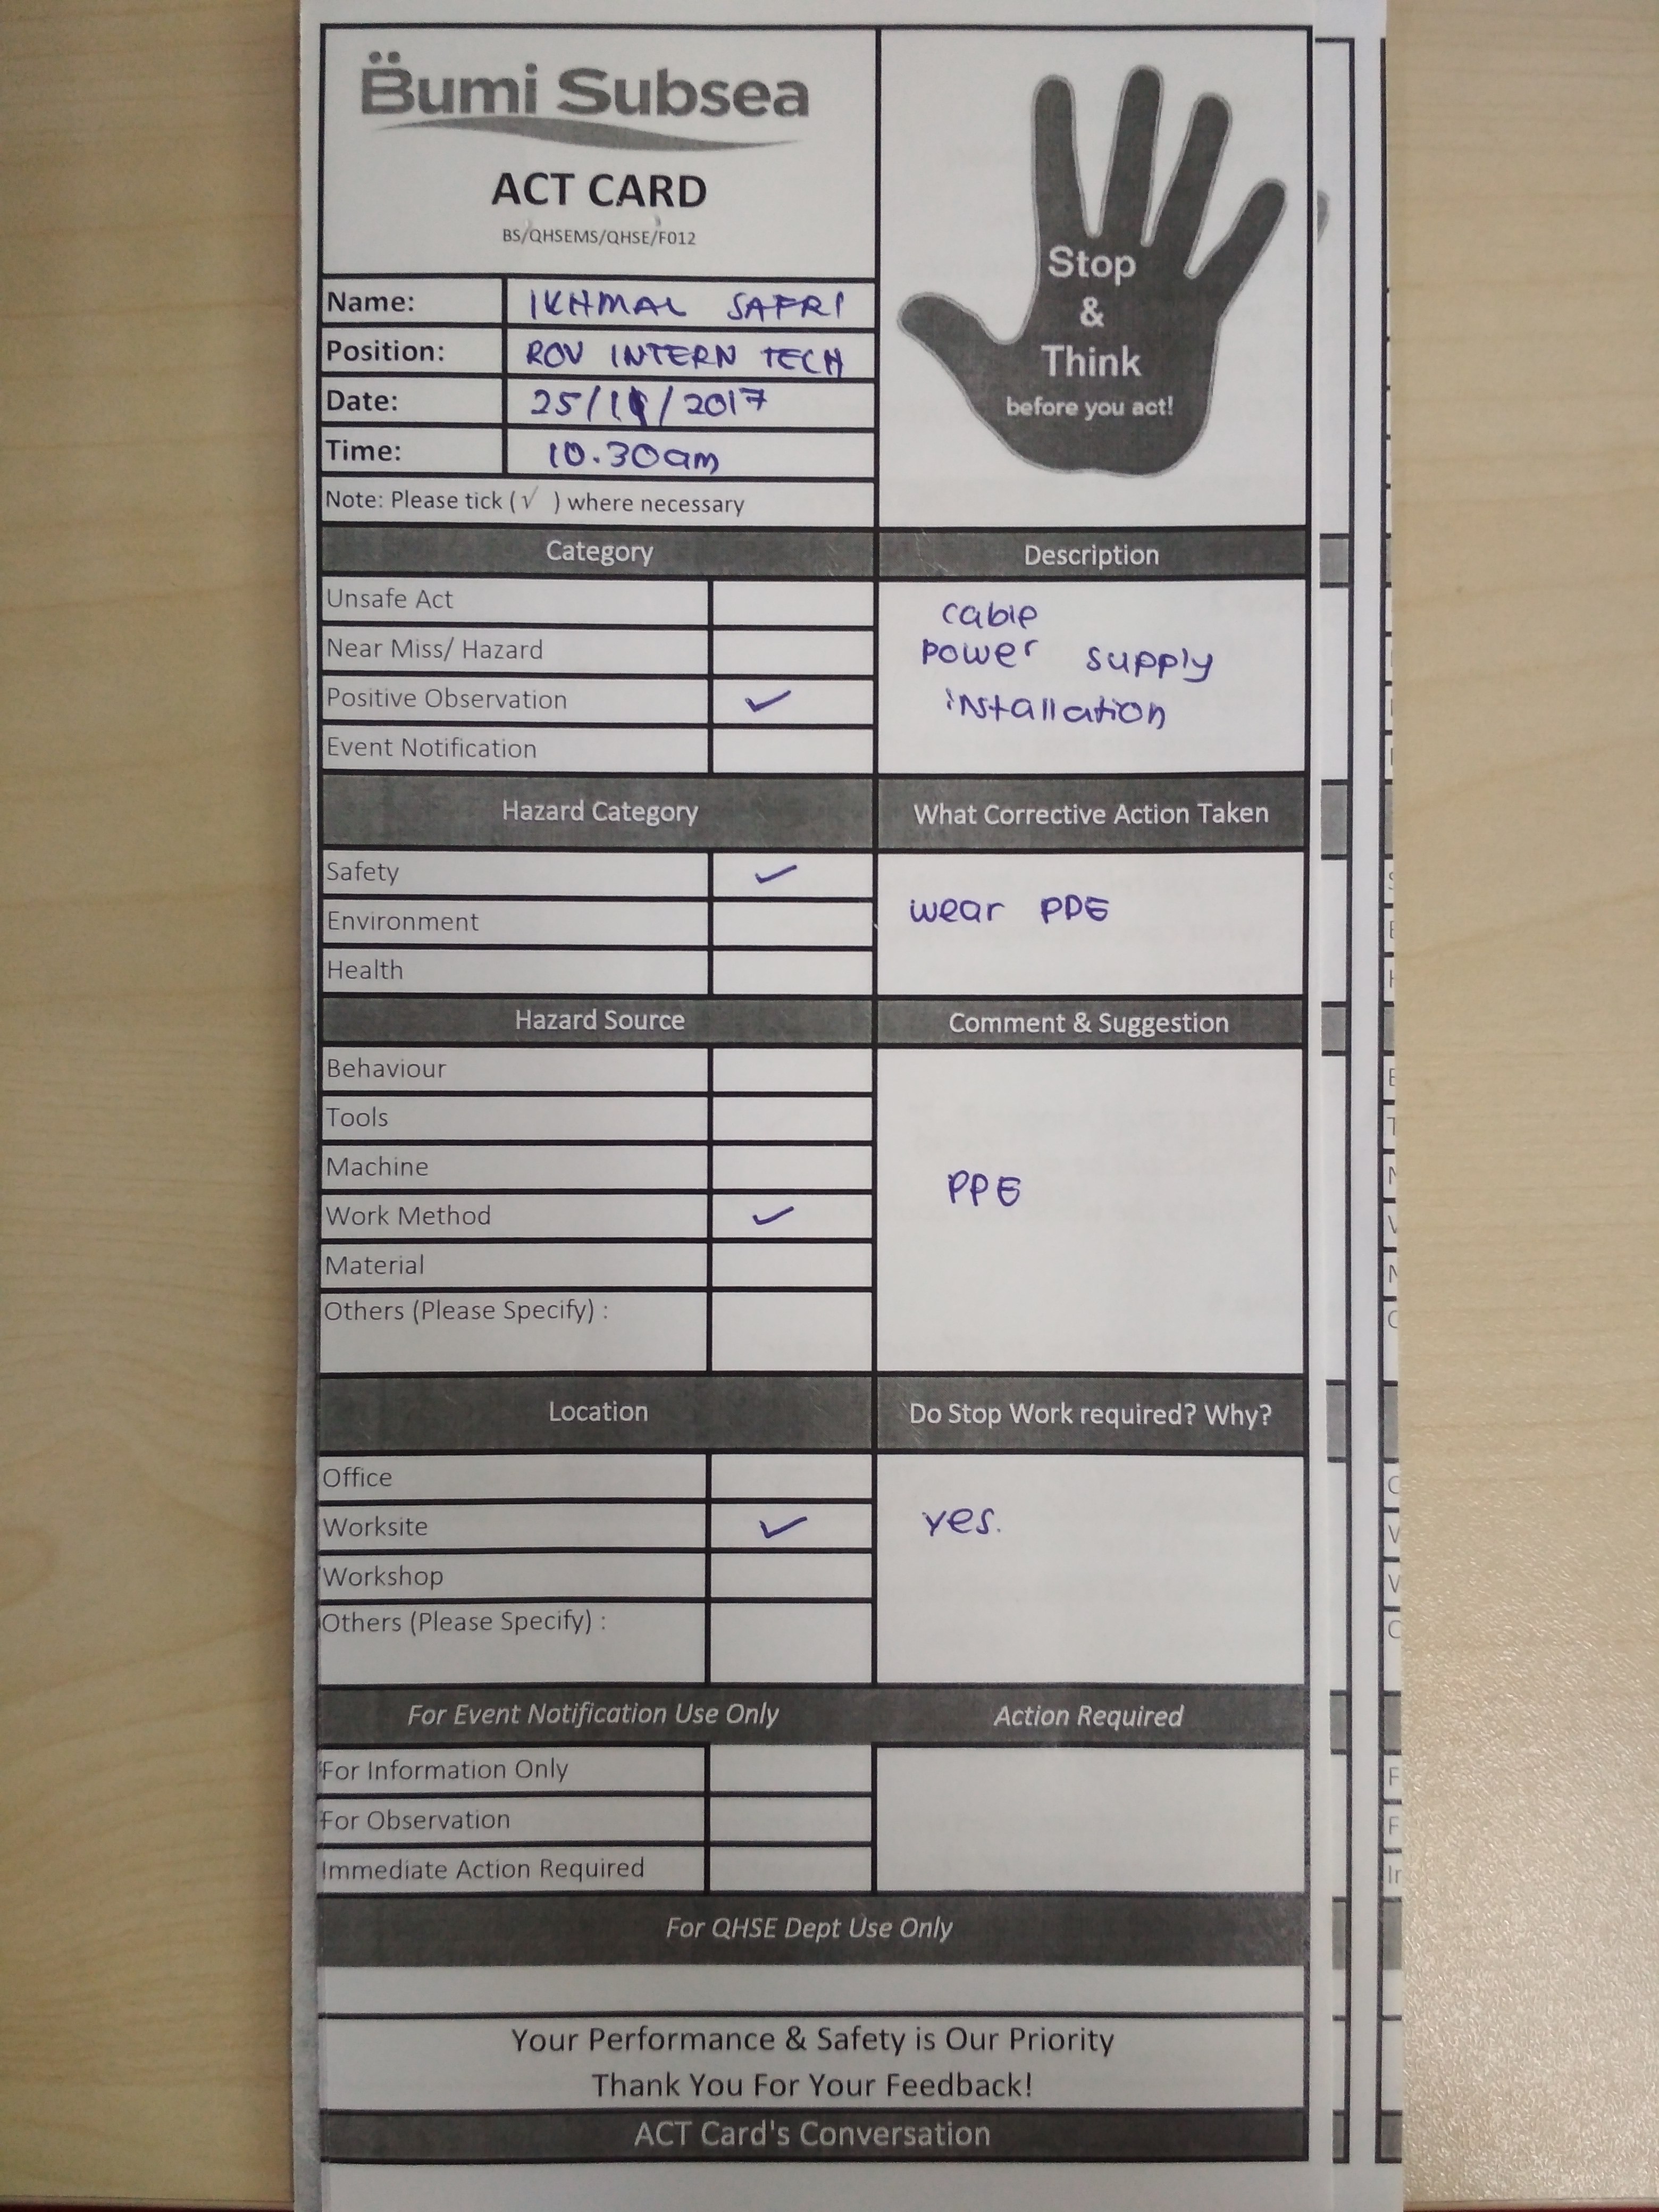 Bumi Subsea
ACT CARD
BS/QHSEMS/QHSE/F012
Name: IKHMAL SAFRI
Position: ROV INTERN TECH
Date: 25/11/2017
Time: 10.30am
Note: Please tick (√ ) where necessary
Stop
&
Think
before you act!
Category
Unsafe Act
Near Miss/ Hazard
Positive Observation ✓
Event Notification
Description
cable
power supply
installation
Hazard Category
Safety ✓
Environment
Health
What Corrective Action Taken
wear PPE
Hazard Source
Behaviour
Tools
Machine
Work Method ✓
Material
Others (Please Specify) :
Comment & Suggestion
PPE
Location
Office
Worksite ✓
Workshop
Others (Please Specify) :
Do Stop Work required? Why?
yes.
For Event Notification Use Only
For Information Only
For Observation
Immediate Action Required
Action Required
For QHSE Dept Use Only
Your Performance & Safety is Our Priority
Thank You For Your Feedback!
ACT Card's Conversation